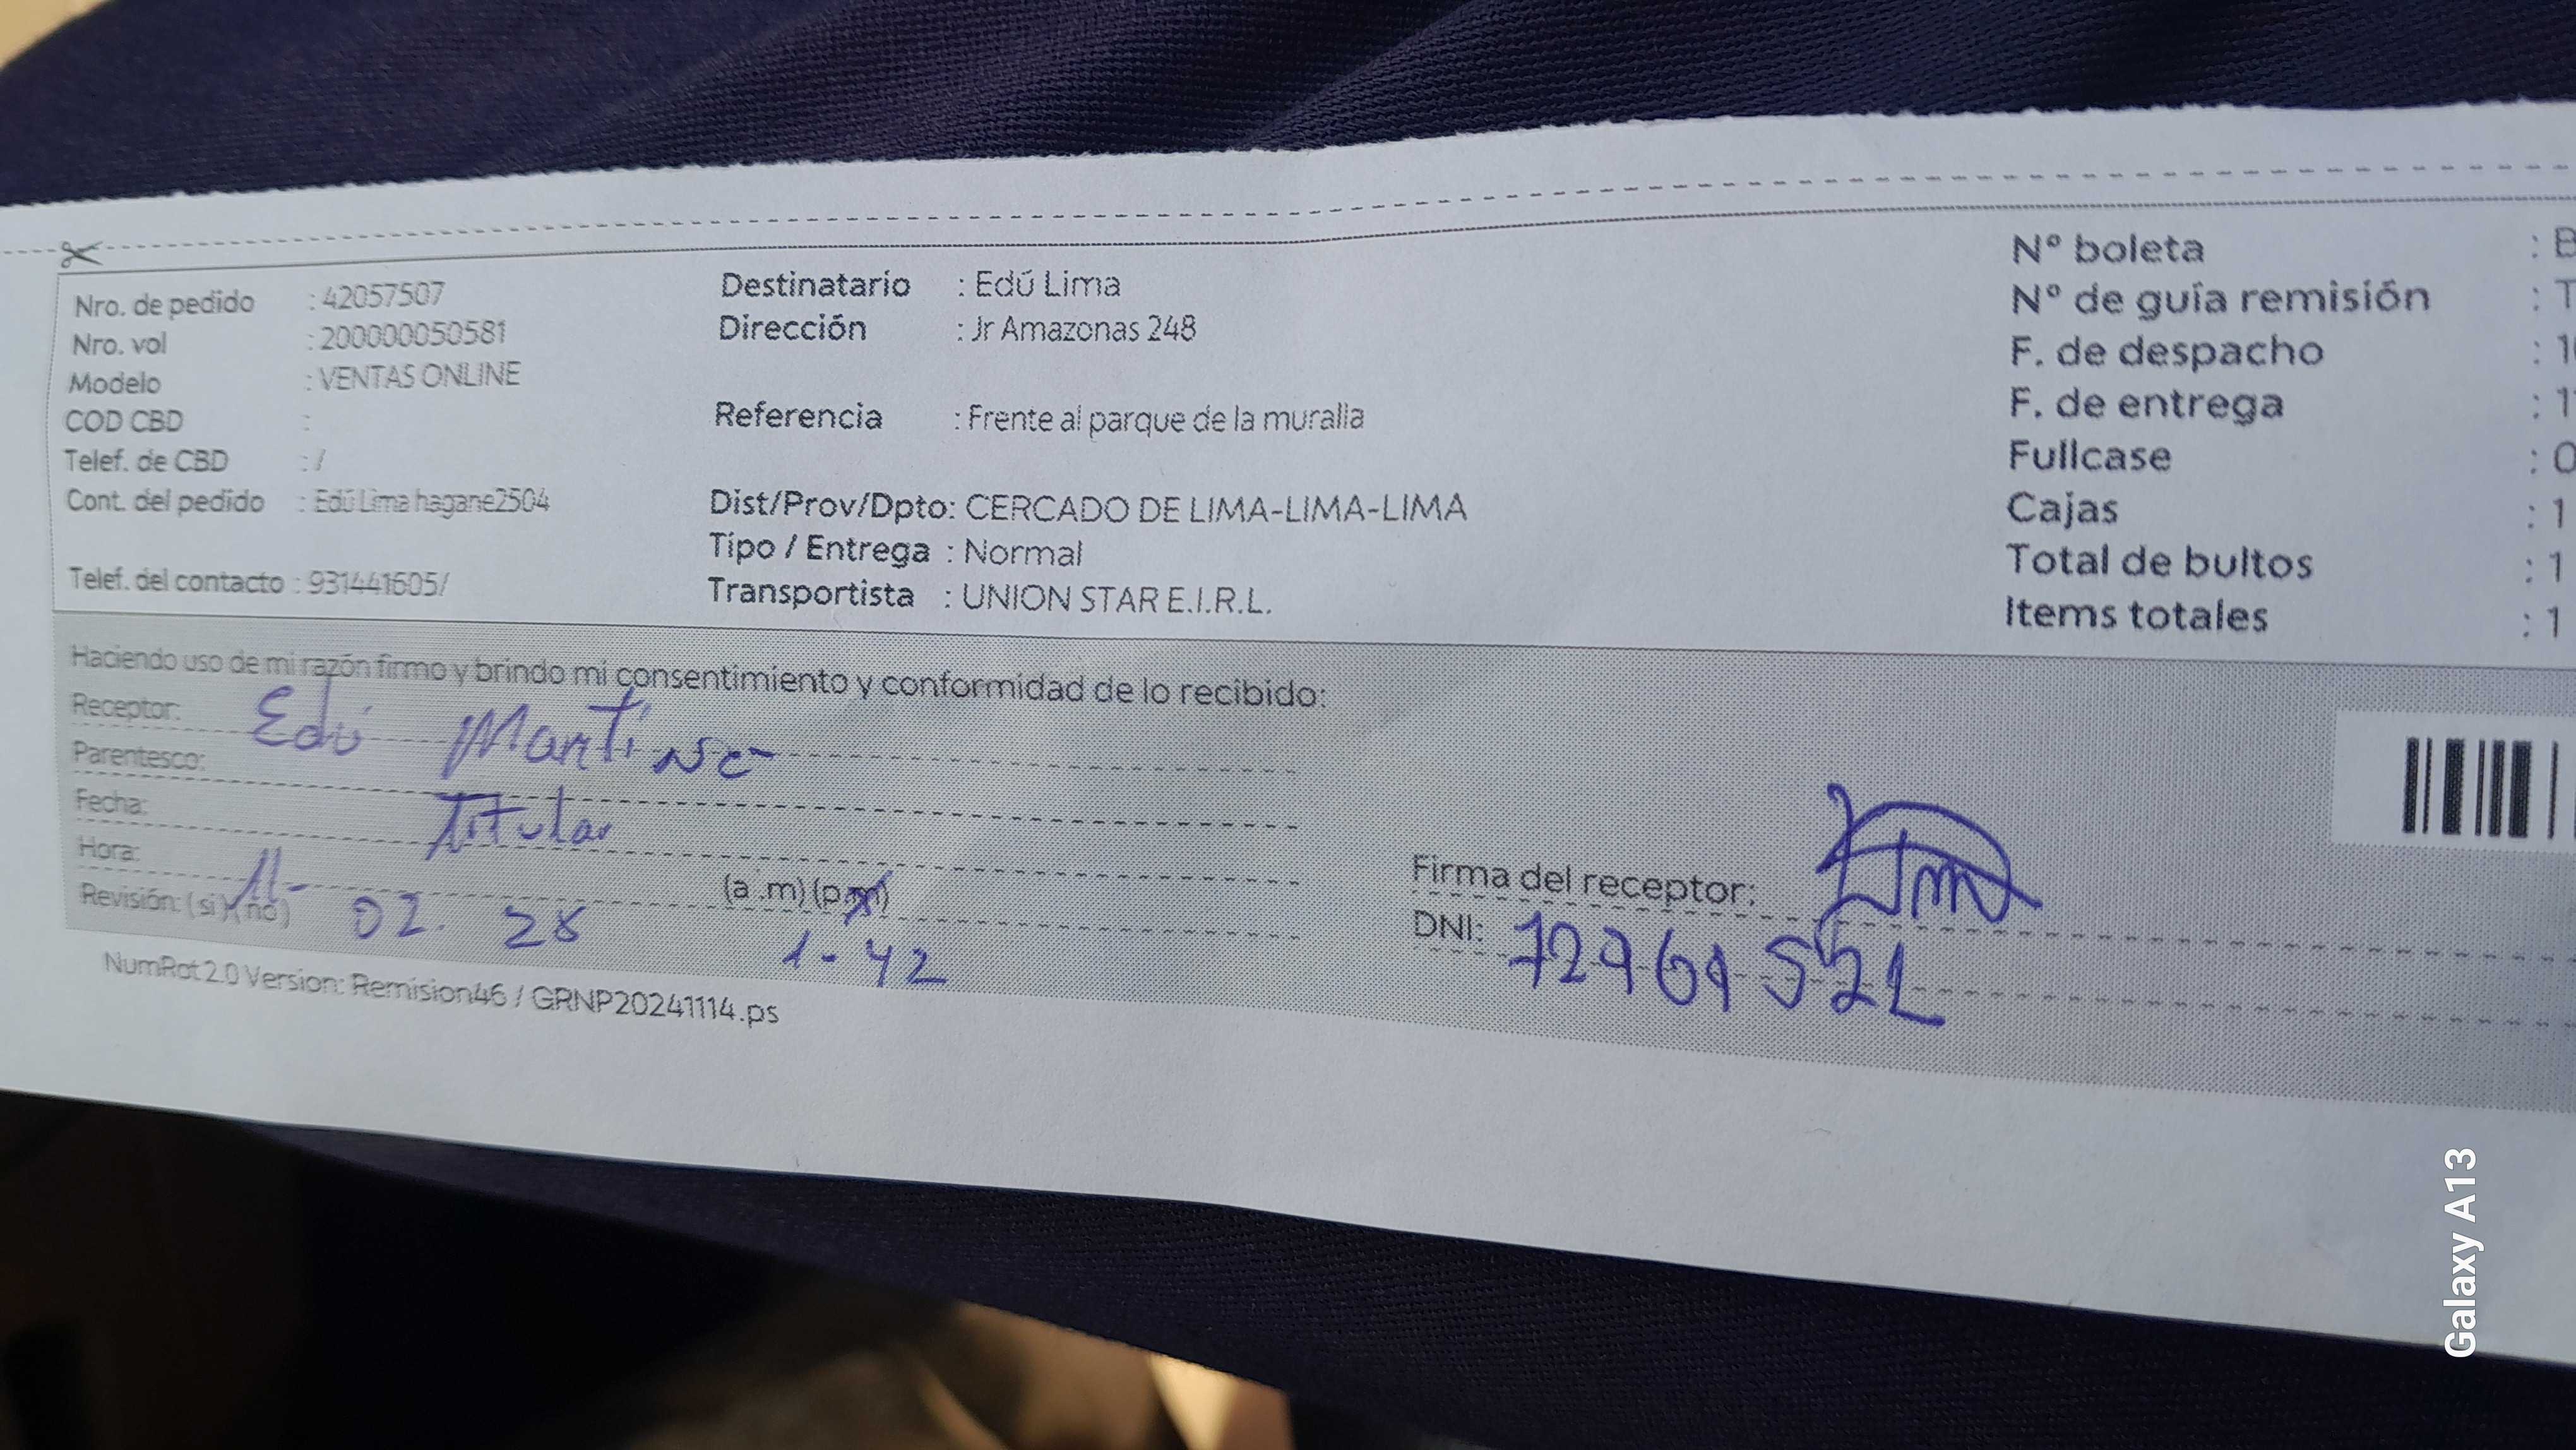 Nro. de pedido : 42057507
Nro. vol : 200000050581
Modelo : VENTAS ONLINE
COD CBD :
Telef. de CBD : /
Cont. del pedido : Edú Lima hagane2504
Telef. del contacto : 931441605/
Destinatario : Edú Lima
Dirección : Jr Amazonas 248
Referencia : Frente al parque de la muralla
Dist/Prov/Dpto: CERCADO DE LIMA-LIMA-LIMA
Tipo / Entrega : Normal
Transportista : UNION STAR E.I.R.L.
N° boleta : B
N° de guía remisión : T
F. de despacho : 1
F. de entrega : 1
Fullcase : 0
Cajas : 1
Total de bultos : 1
Items totales : 1
Haciendo uso de mi razón firmo y brindo mi consentimiento y conformidad de lo recibido:
Receptor: Edú
Parentesco: Titular
Fecha: 11- 02.
Hora: (a .m) (p.m) 1-42
Revisión: (si) (no)
Firma del receptor:
DNI:
NumRot 2.0 Version: Remision46 / GRNP20241114.ps
Galaxy A13